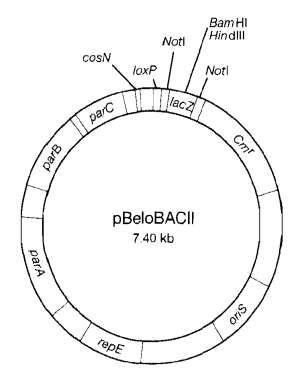 BamHI
HindIII
NotI
cosN
loxP
NotI
lacZ
parC
Cmʳ
parB
pBeloBACII
7.40 kb
parA
oriS
repE